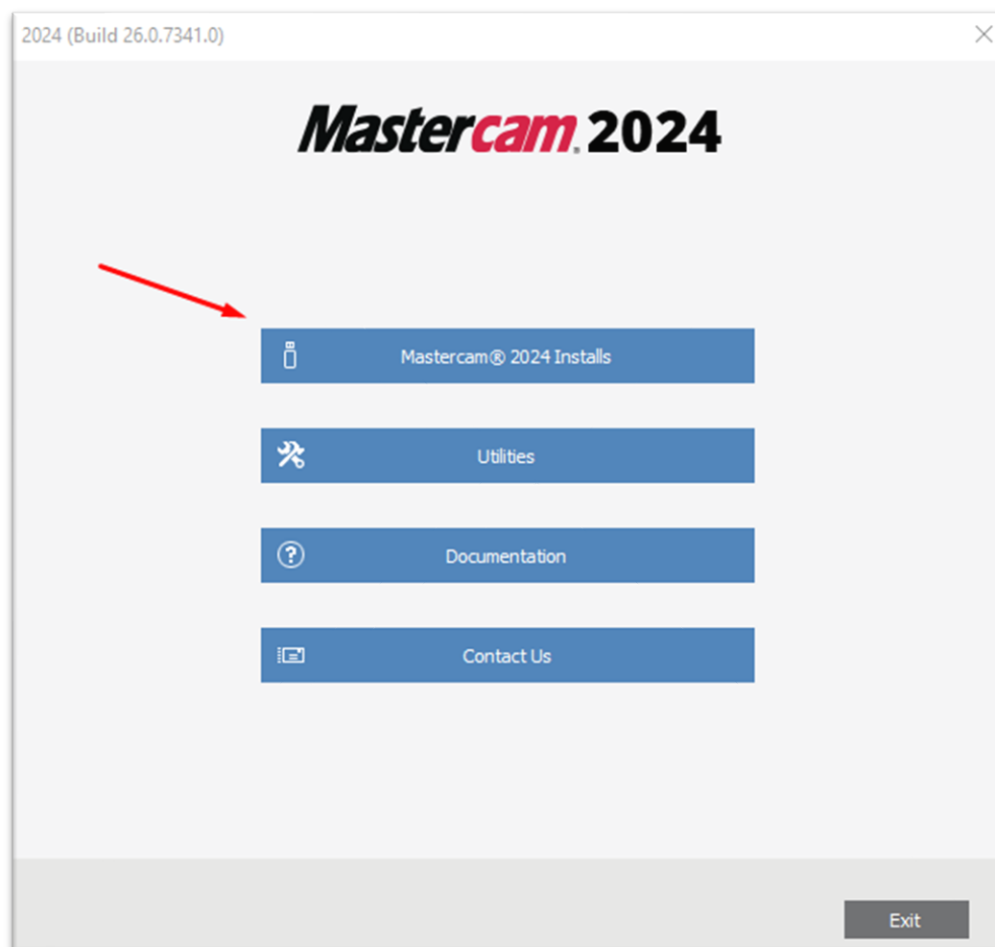 2024 (Build 26.0.7341.0)
Mastercam® 2024
Mastercam® 2024 Installs
Utilities
Documentation
Contact Us
Exit